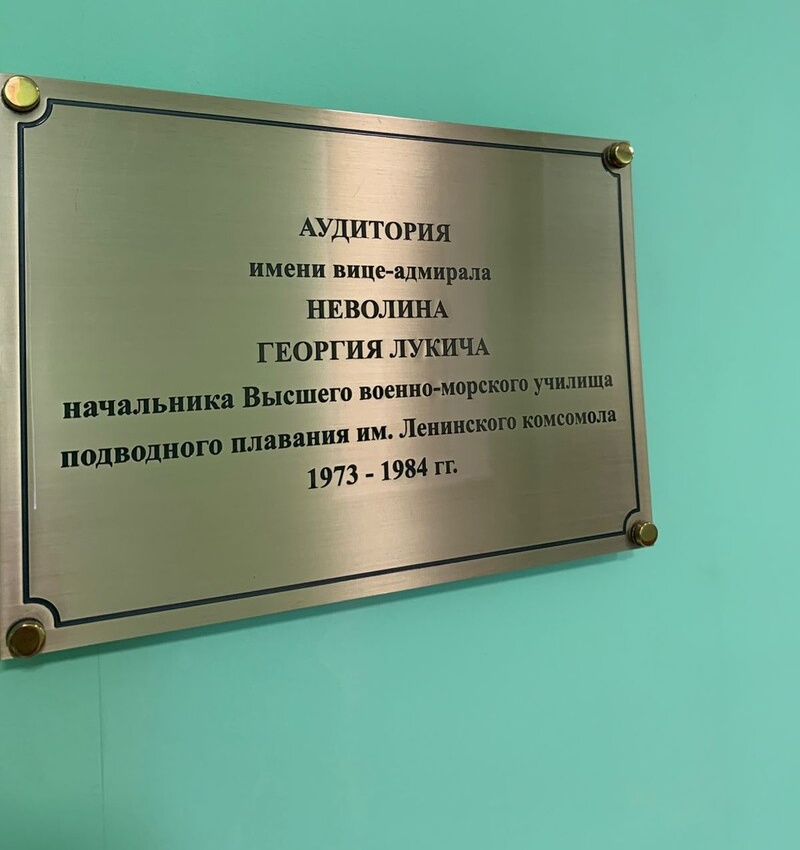 АУДИТОРИЯ
имени вице-адмирала
НЕВОЛИНА
ГЕОРГИЯ ЛУКИЧА
начальника Высшего военно-морского училища
подводного плавания им. Ленинского комсомола
1973 - 1984 гг.